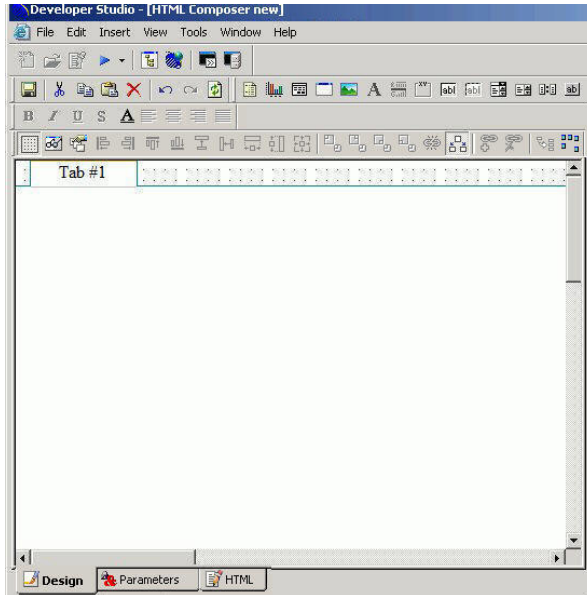 Developer Studio - [HTML Composer new]
File Edit Insert View Tools Window Help
B I U S A
Tab #1
Design Parameters HTML